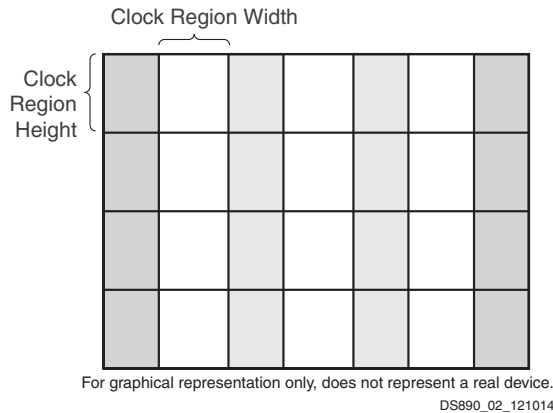 Clock Region Width
Clock
Region
Height
For graphical representation only, does not represent a real device.
DS890_02_121014